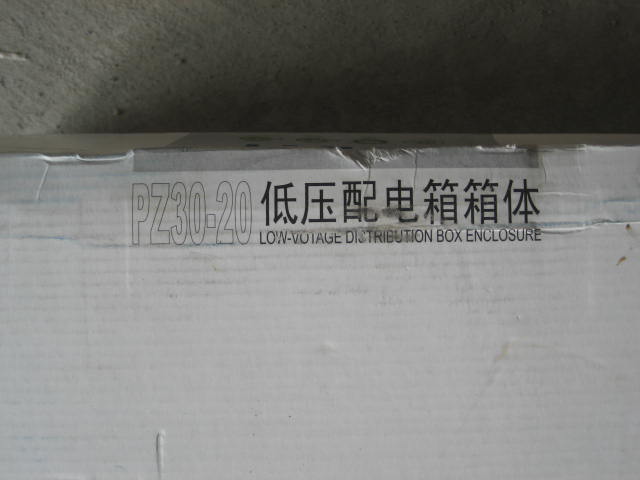 PZ30-20 低压配电箱箱体
LOW-VOTAGE DISTRIBUTION BOX ENCLOSURE